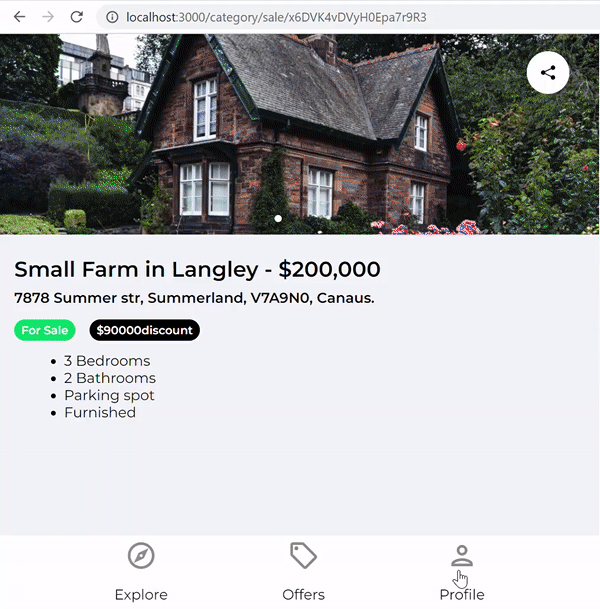 localhost:3000/category/sale/x6DVK4vDVyH0Epa7r9R3
Small Farm in Langley - $200,000
7878 Summer str, Summerland, V7A9N0, Canaus.
For Sale
$90000discount
3 Bedrooms
2 Bathrooms
Parking spot
Furnished
Explore
Offers
Profile